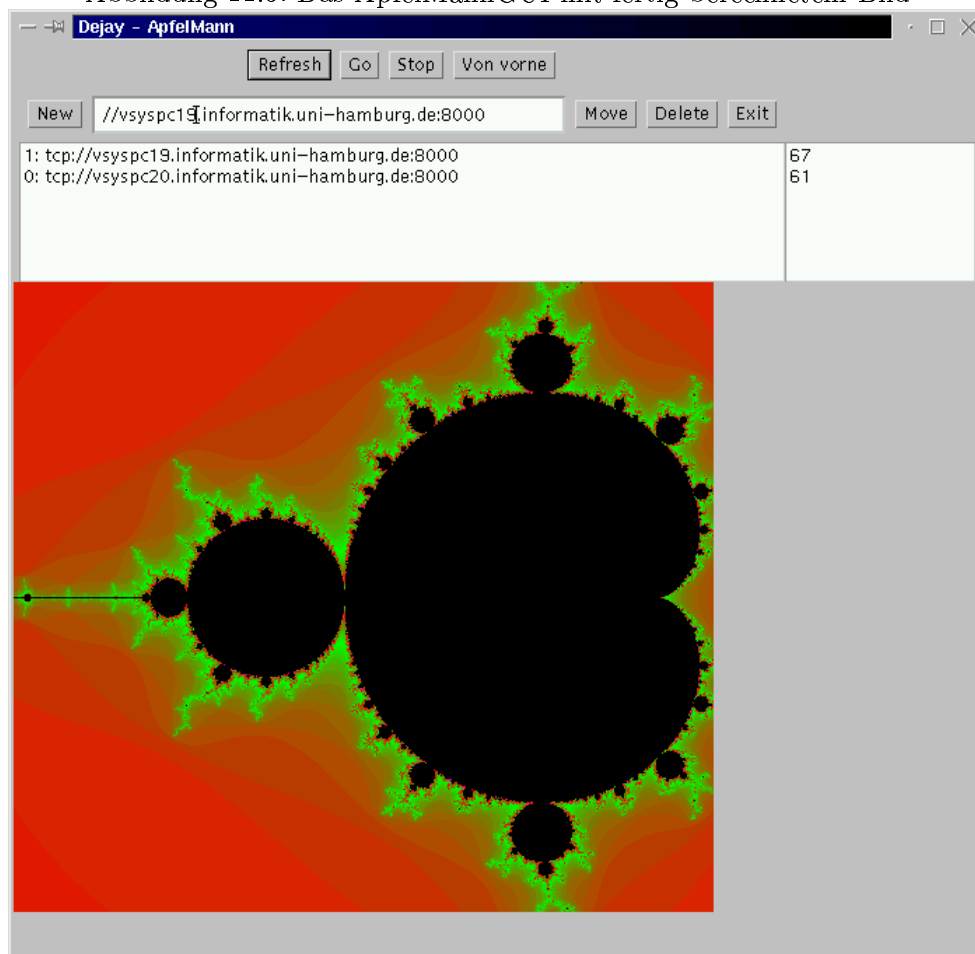 Dejay - ApfelMann
Refresh Go Stop Von vorne
New //vsyspc19.informatik.uni-hamburg.de:8000 Move Delete Exit
1: tcp://vsyspc19.informatik.uni-hamburg.de:8000 67
0: tcp://vsyspc20.informatik.uni-hamburg.de:8000 61